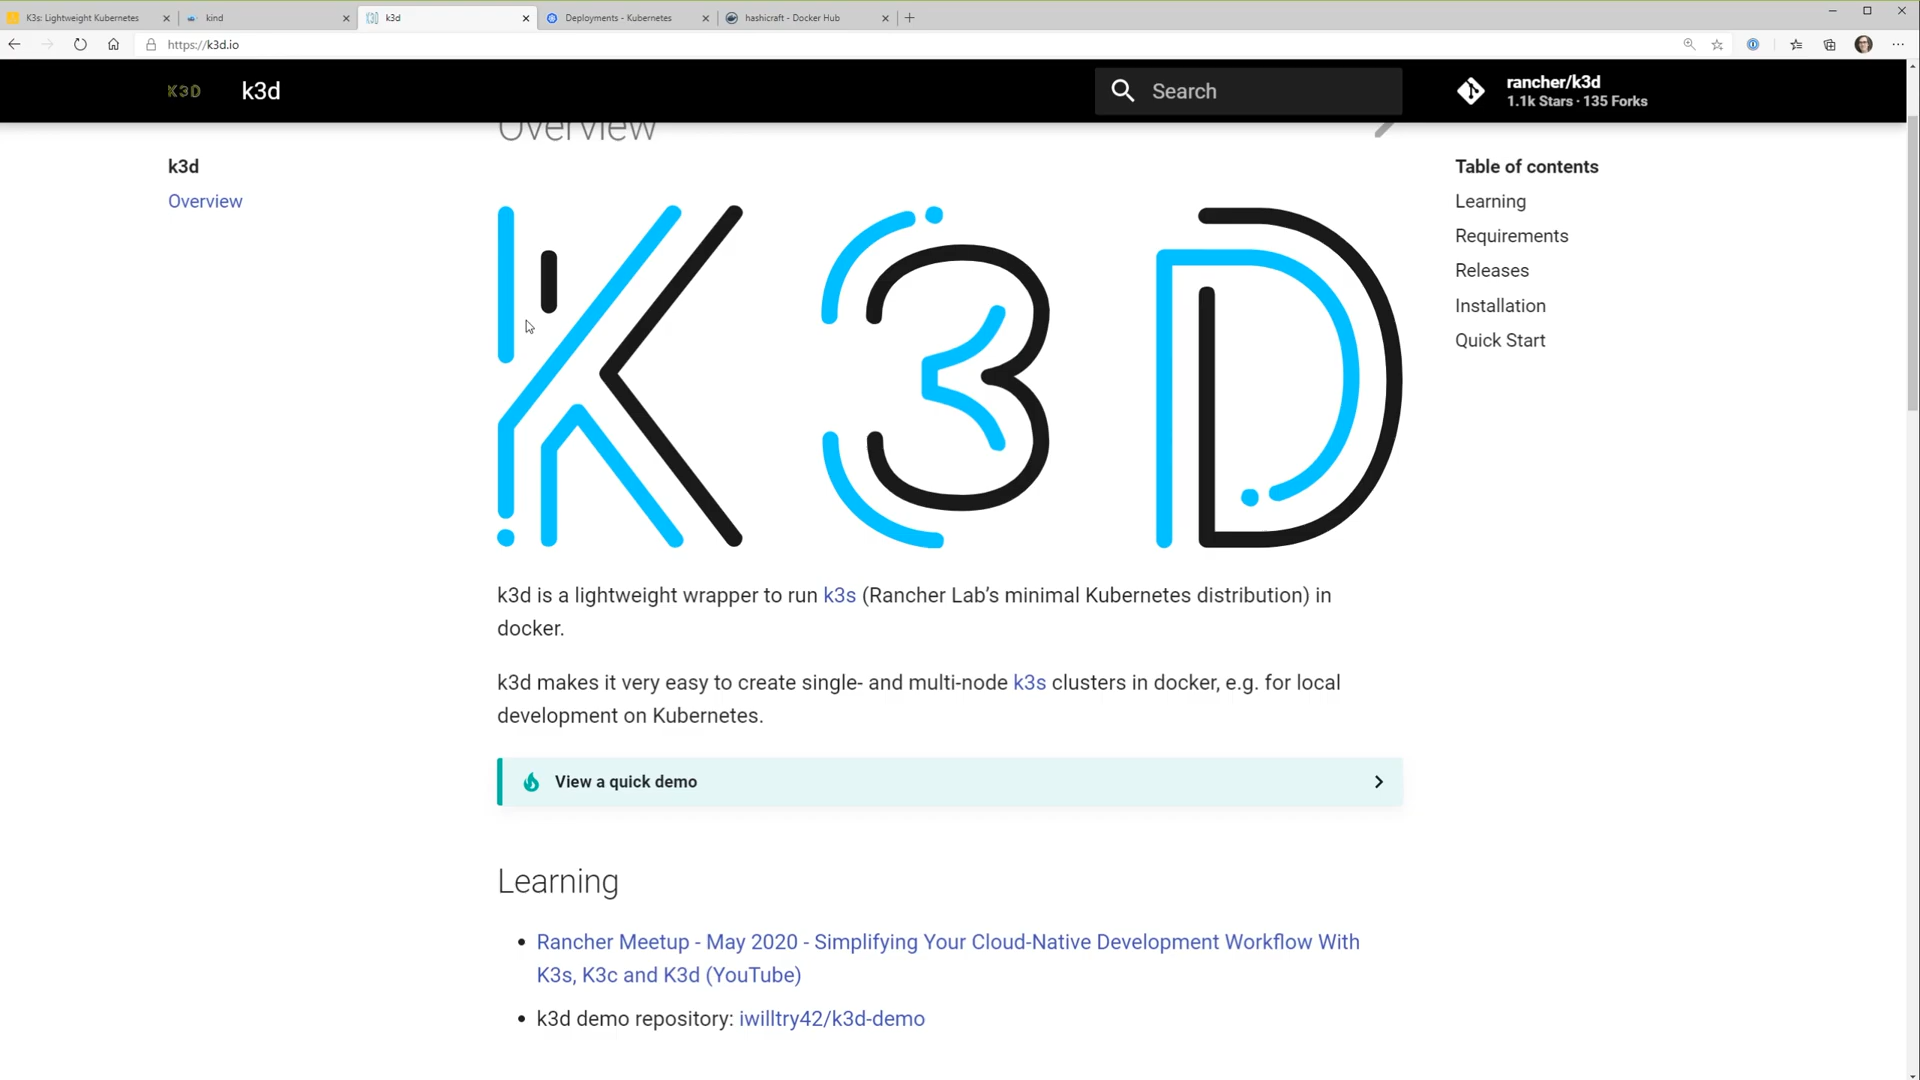 K3s: Lightweight Kubernetes
kind
k3d
Deployments - Kubernetes
hashicraft - Docker Hub
https://k3d.io
K3D
k3d
Search
rancher/k3d
1.1k Stars · 135 Forks
Overview
k3d
Overview
Table of contents
Learning
Requirements
Releases
Installation
Quick Start
K3D
k3d is a lightweight wrapper to run k3s (Rancher Lab’s minimal Kubernetes distribution) in
docker.
k3d makes it very easy to create single- and multi-node k3s clusters in docker, e.g. for local
development on Kubernetes.
View a quick demo
Learning
Rancher Meetup - May 2020 - Simplifying Your Cloud-Native Development Workflow With
K3s, K3c and K3d (YouTube)
k3d demo repository: iwilltry42/k3d-demo